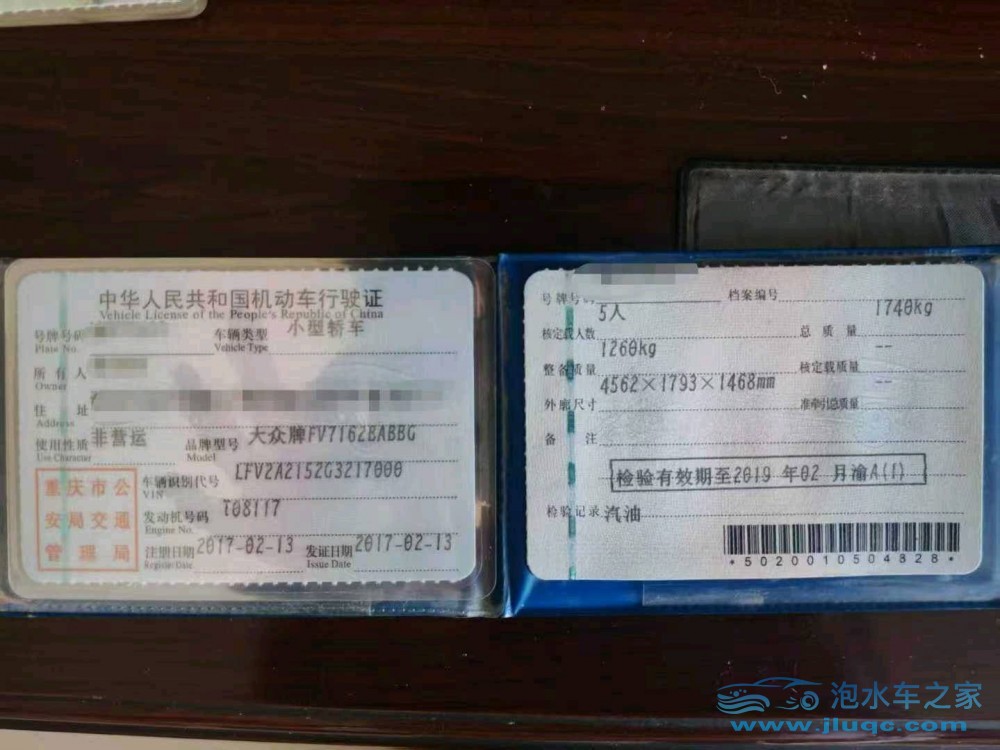 中华人民共和国机动车行驶证
Vehicle License of the People's Republic of China
号牌号码
Plate No.
车辆类型 小型轿车
Vehicle Type
所有人
Owner
住址
Address
使用性质 非营运
Use Character
品牌型号 大众牌FV7162BABBG
Model
重庆市公
安局交通
管理局
车辆识别代号 LFV2A2152G3217000
VIN
发动机号码 T08117
Engine No.
注册日期 2017-02-13
Register Date
发证日期 2017-02-13
Issue Date
号牌号码
档案编号
核定载人数 5人
总质量 1740kg
整备质量 1260kg
核定载质量 --
外廓尺寸 4562×1793×1468mm
准牵引总质量 --
备注
检验有效期至2019年02月渝A(1)
检验记录 汽油
*5020010504828*
泡水车之家
www.jluqc.com